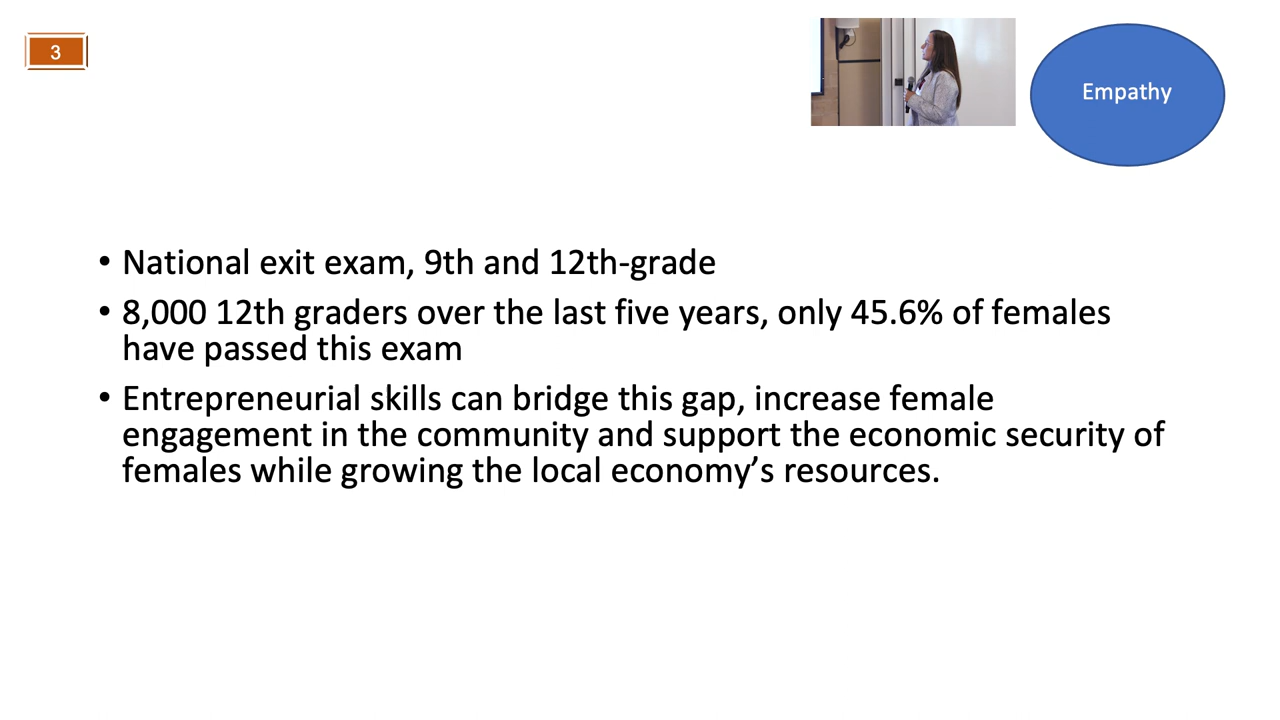 3
Empathy
• National exit exam, 9th and 12th-grade
• 8,000 12th graders over the last five years, only 45.6% of females
have passed this exam
• Entrepreneurial skills can bridge this gap, increase female
engagement in the community and support the economic security of
females while growing the local economy’s resources.